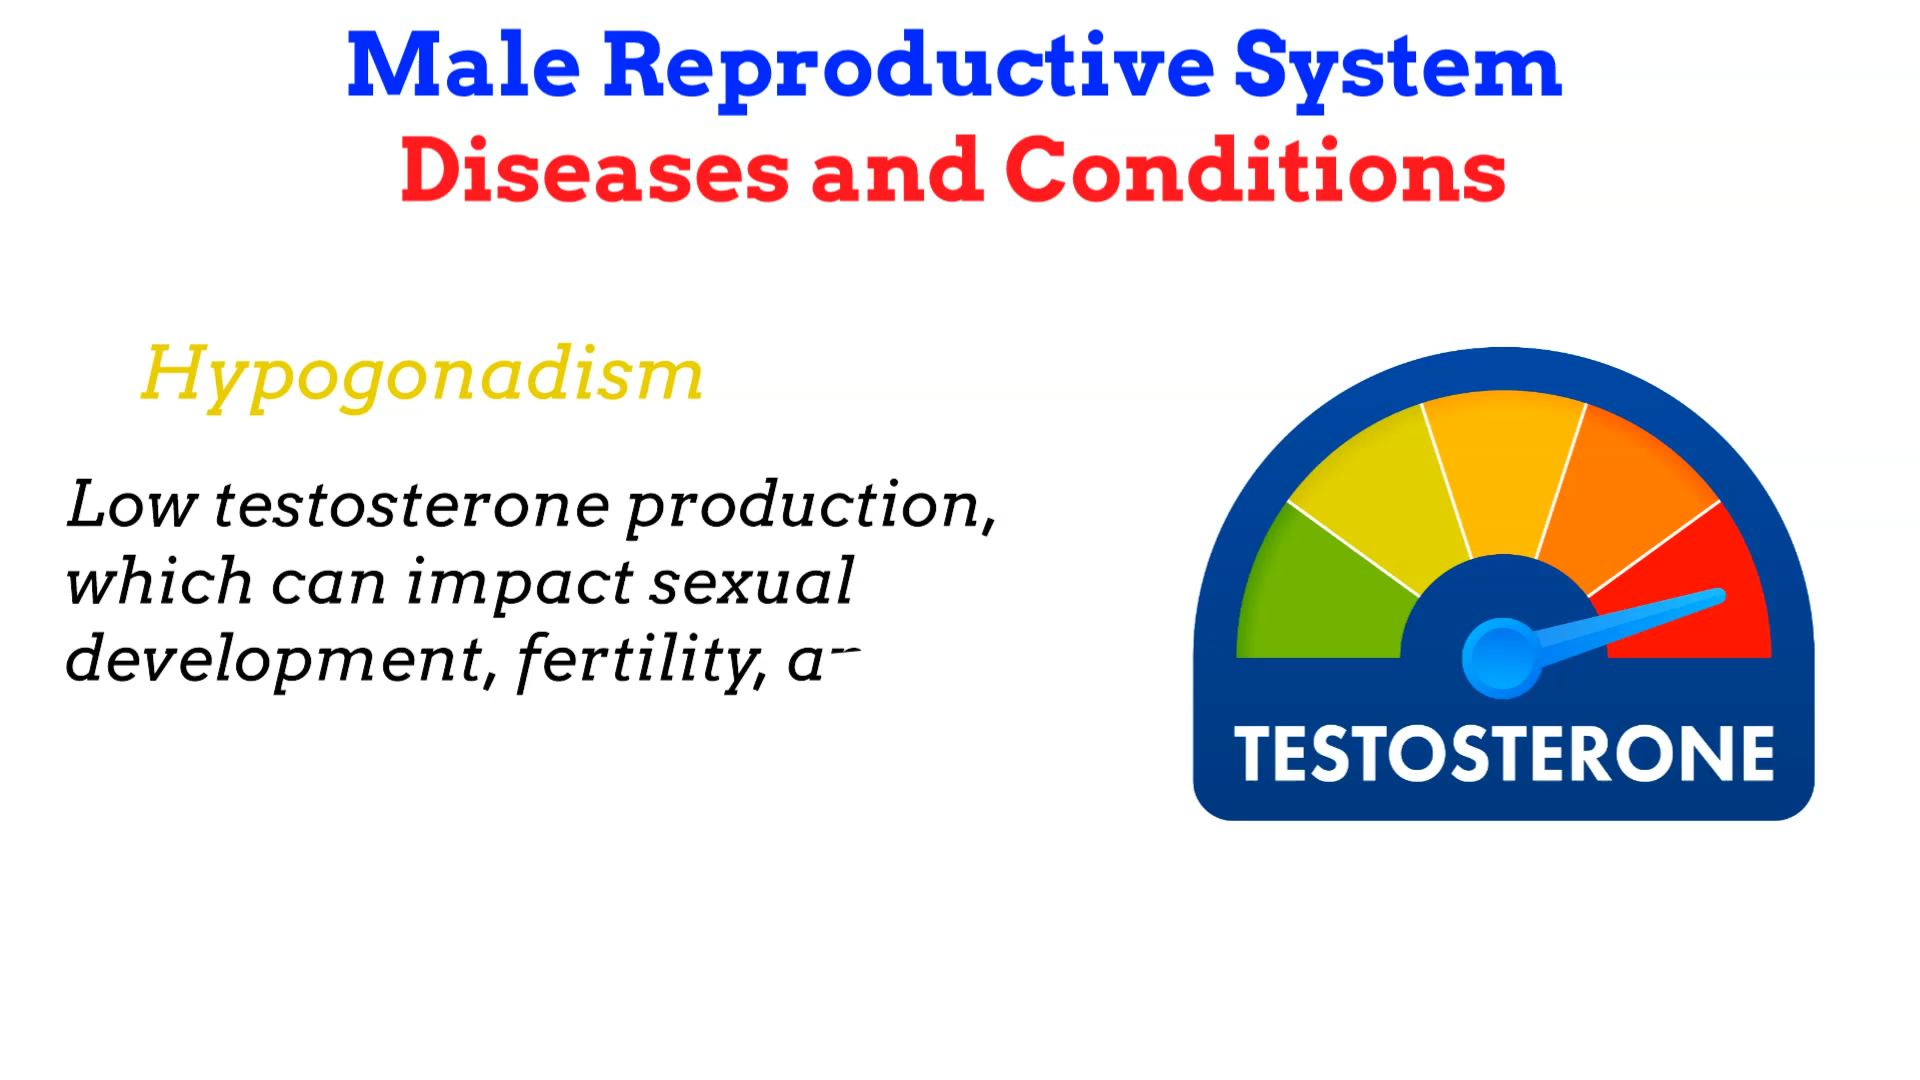 Male Reproductive System
Diseases and Conditions
Hypogonadism
Low testosterone production,
which can impact sexual
development, fertility,
TESTOSTERONE